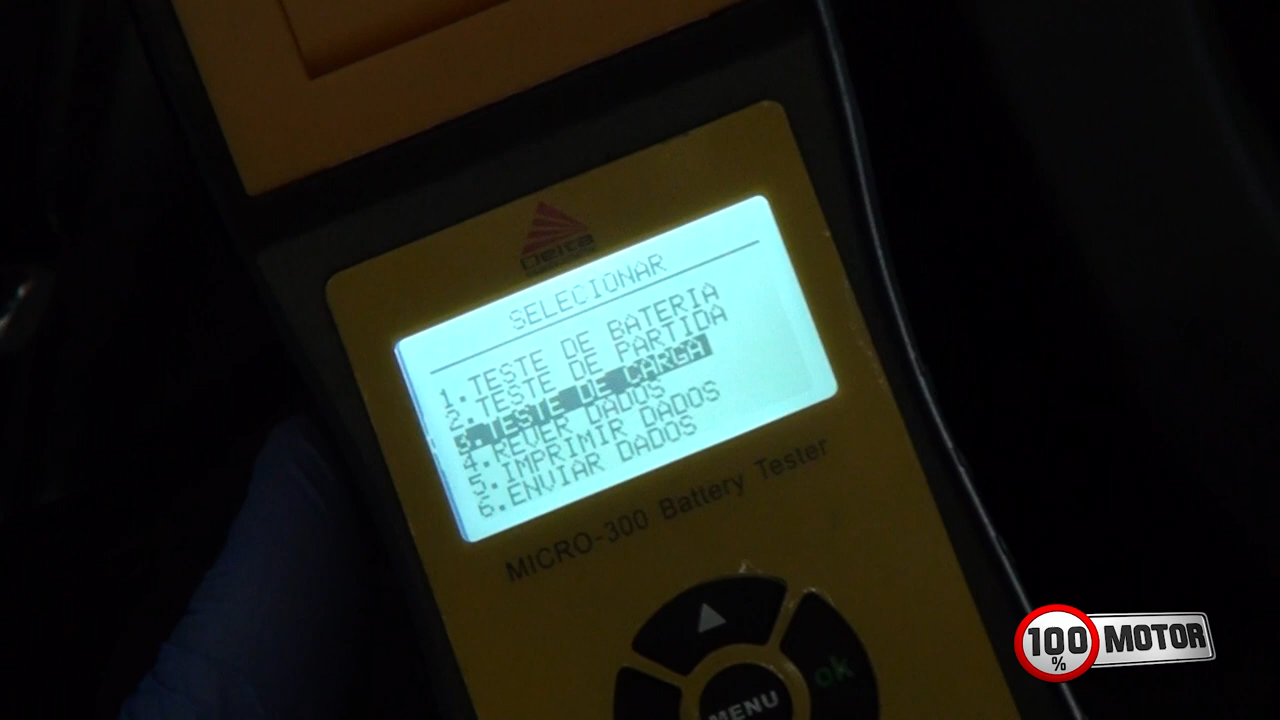 Delta
SELECIONAR
1.TESTE DE BATERIA
2.TESTE DE PARTIDA
3.TESTE DE CARGA
4.REVER DADOS
5.IMPRIMIR DADOS
6.ENVIAR DADOS
MICRO-300 Battery Tester
ok
MENU
100% MOTOR